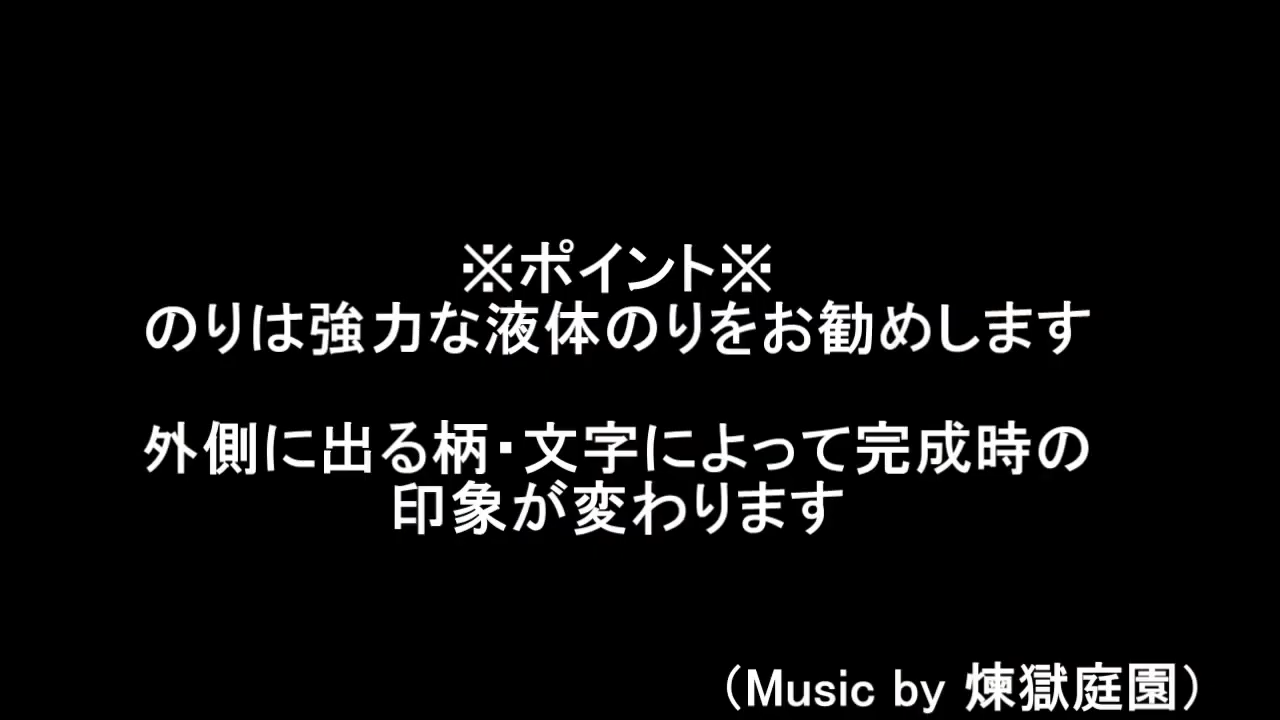 ※ポイント※
のりは強力な液体のりをお勧めします
外側に出る柄・文字によって完成時の
印象が変わります
（Music by 煉獄庭園）